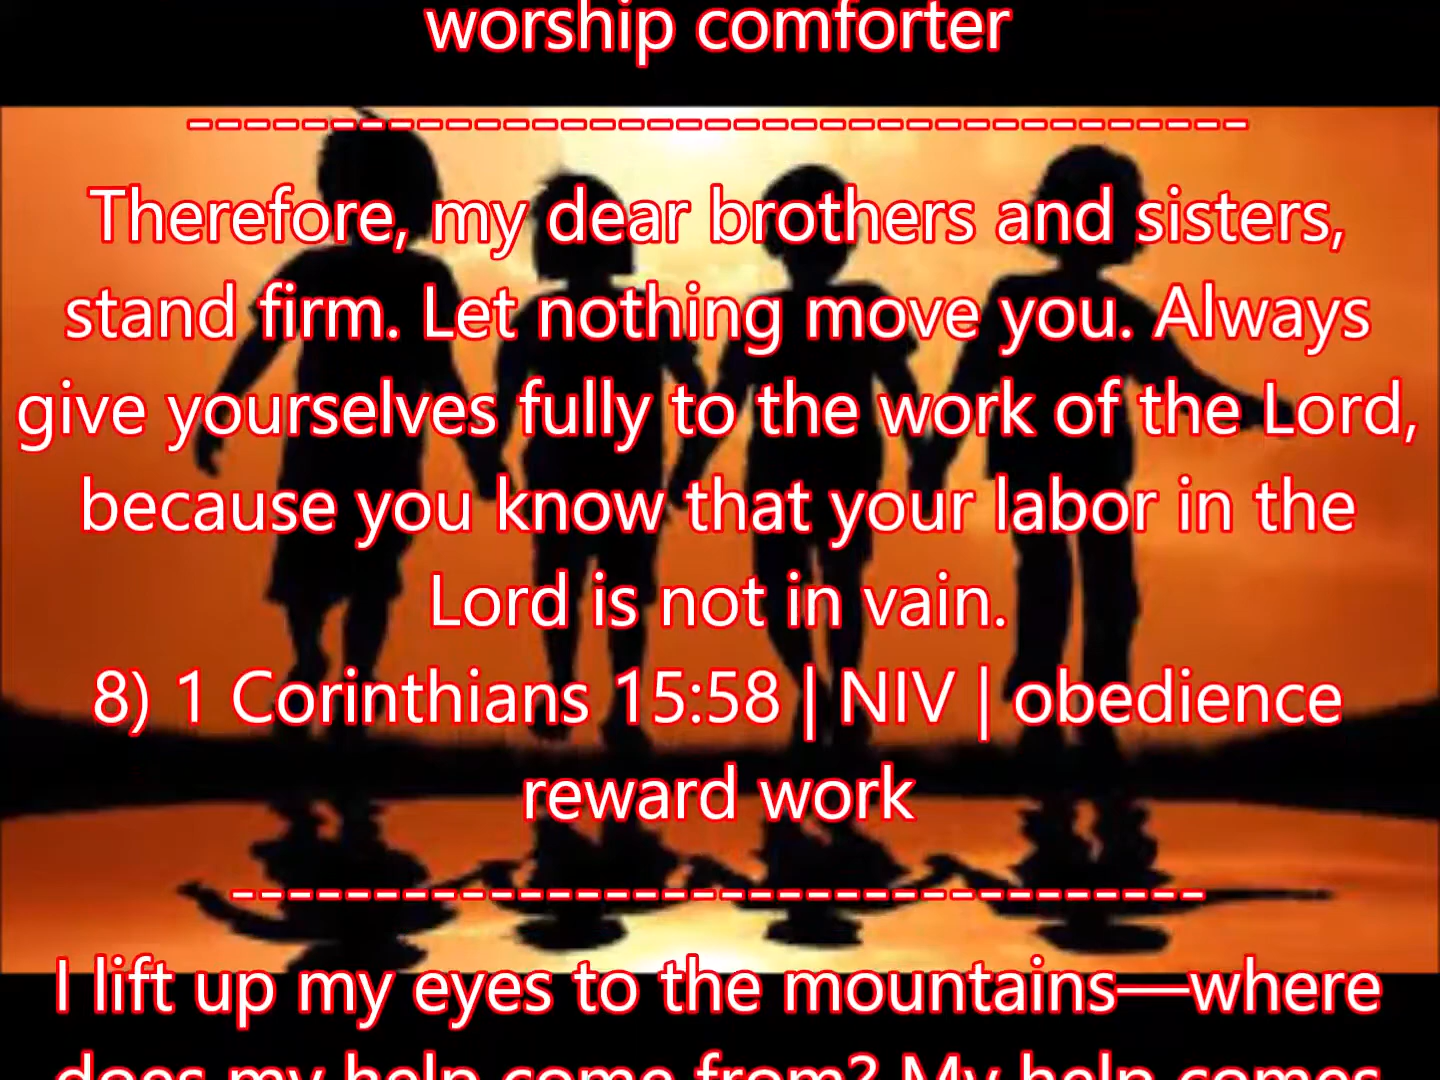 worship comforter
-------------------------------------
Therefore, my dear brothers and sisters,
stand firm. Let nothing move you. Always
give yourselves fully to the work of the Lord,
because you know that your labor in the
Lord is not in vain.
8) 1 Corinthians 15:58 | NIV | obedience
reward work
----------------------------------
I lift up my eyes to the mountains—where
does my help come from? My help comes